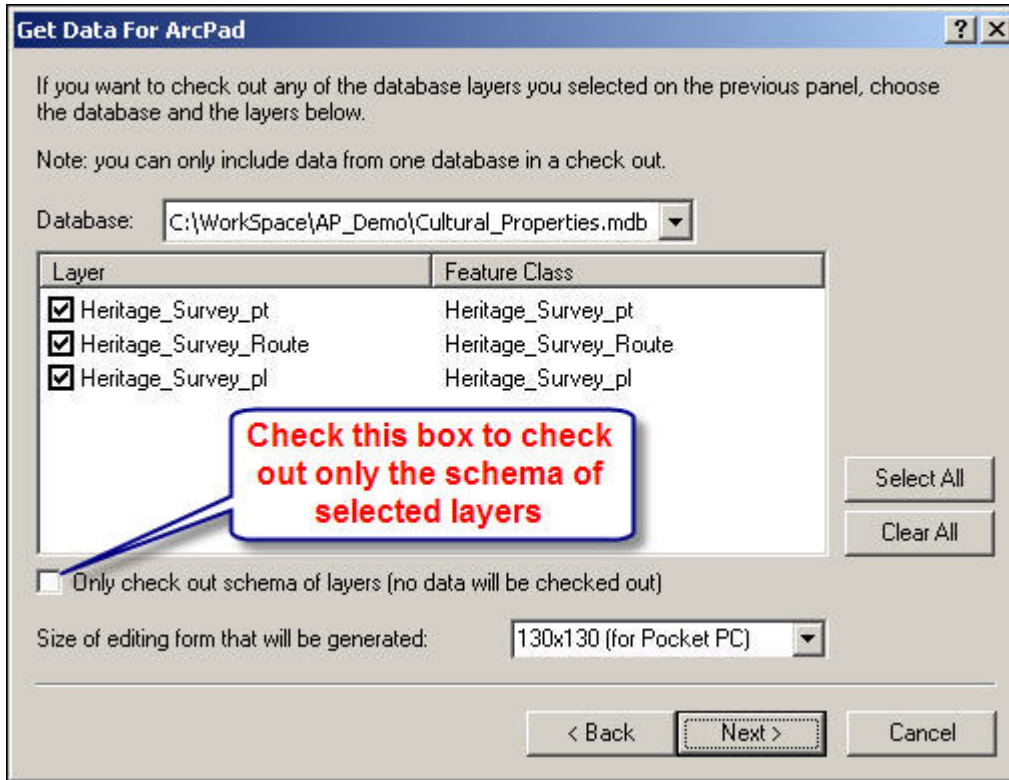 Get Data For ArcPad
If you want to check out any of the database layers you selected on the previous panel, choose
the database and the layers below.
Note: you can only include data from one database in a check out.
Database: C:\WorkSpace\AP_Demo\Cultural_Properties.mdb
Layer Feature Class
Heritage_Survey_pt Heritage_Survey_pt
Heritage_Survey_Route Heritage_Survey_Route
Heritage_Survey_pl Heritage_Survey_pl
Check this box to check
out only the schema of
selected layers
Select All
Clear All
Only check out schema of layers (no data will be checked out)
Size of editing form that will be generated: 130x130 (for Pocket PC)
< Back Next > Cancel